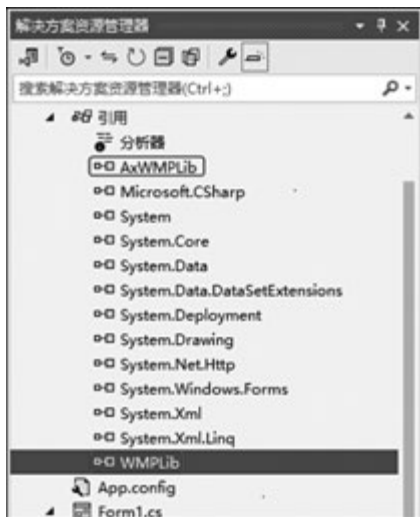 解决方案资源管理器
搜索解决方案资源管理器(Ctrl+;)
引用
分析器
AxWMPLib
Microsoft.CSharp
System
System.Core
System.Data
System.Data.DataSetExtensions
System.Deployment
System.Drawing
System.Net.Http
System.Windows.Forms
System.Xml
System.Xml.Linq
WMPLib
App.config
Form1.cs